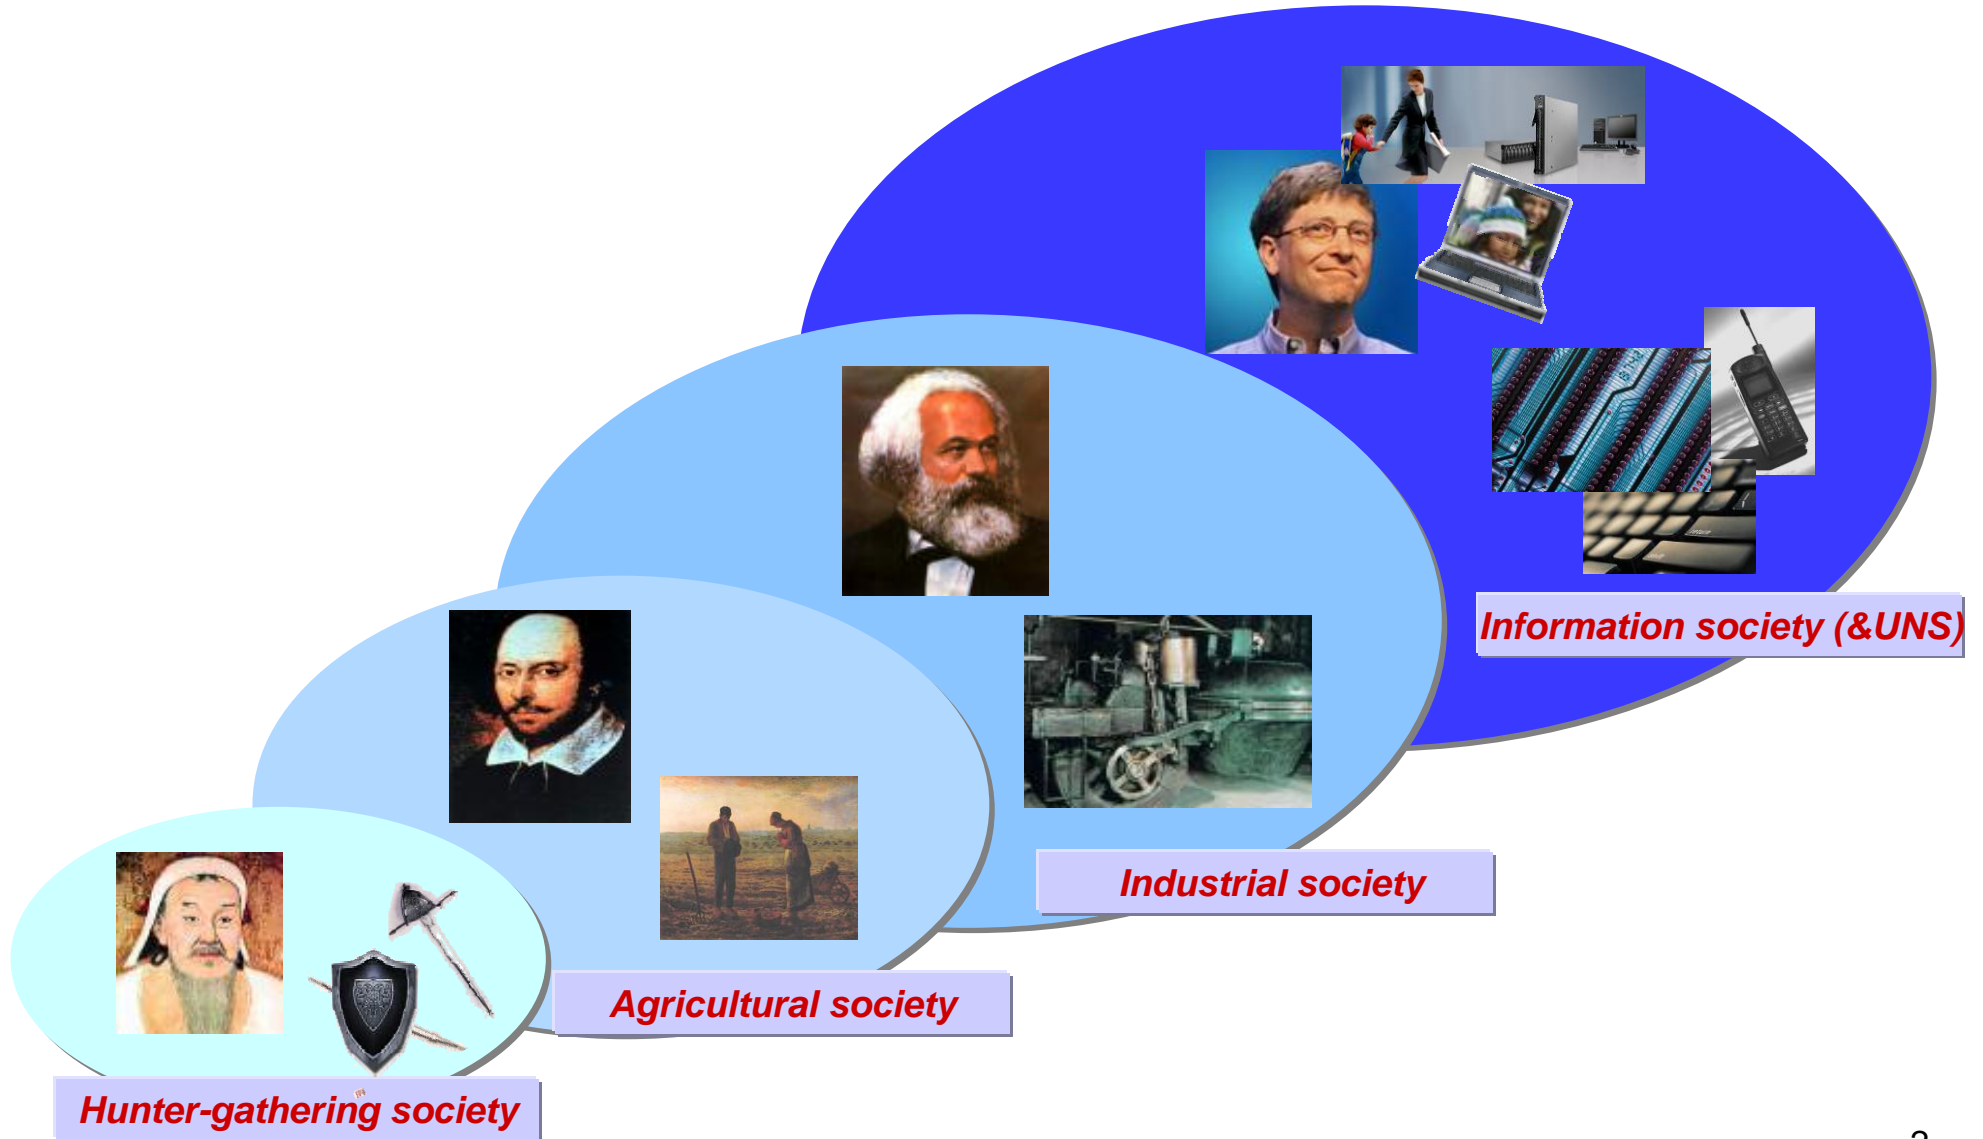 Information society (&UNS)
Industrial society
Agricultural society
Hunter-gathering society